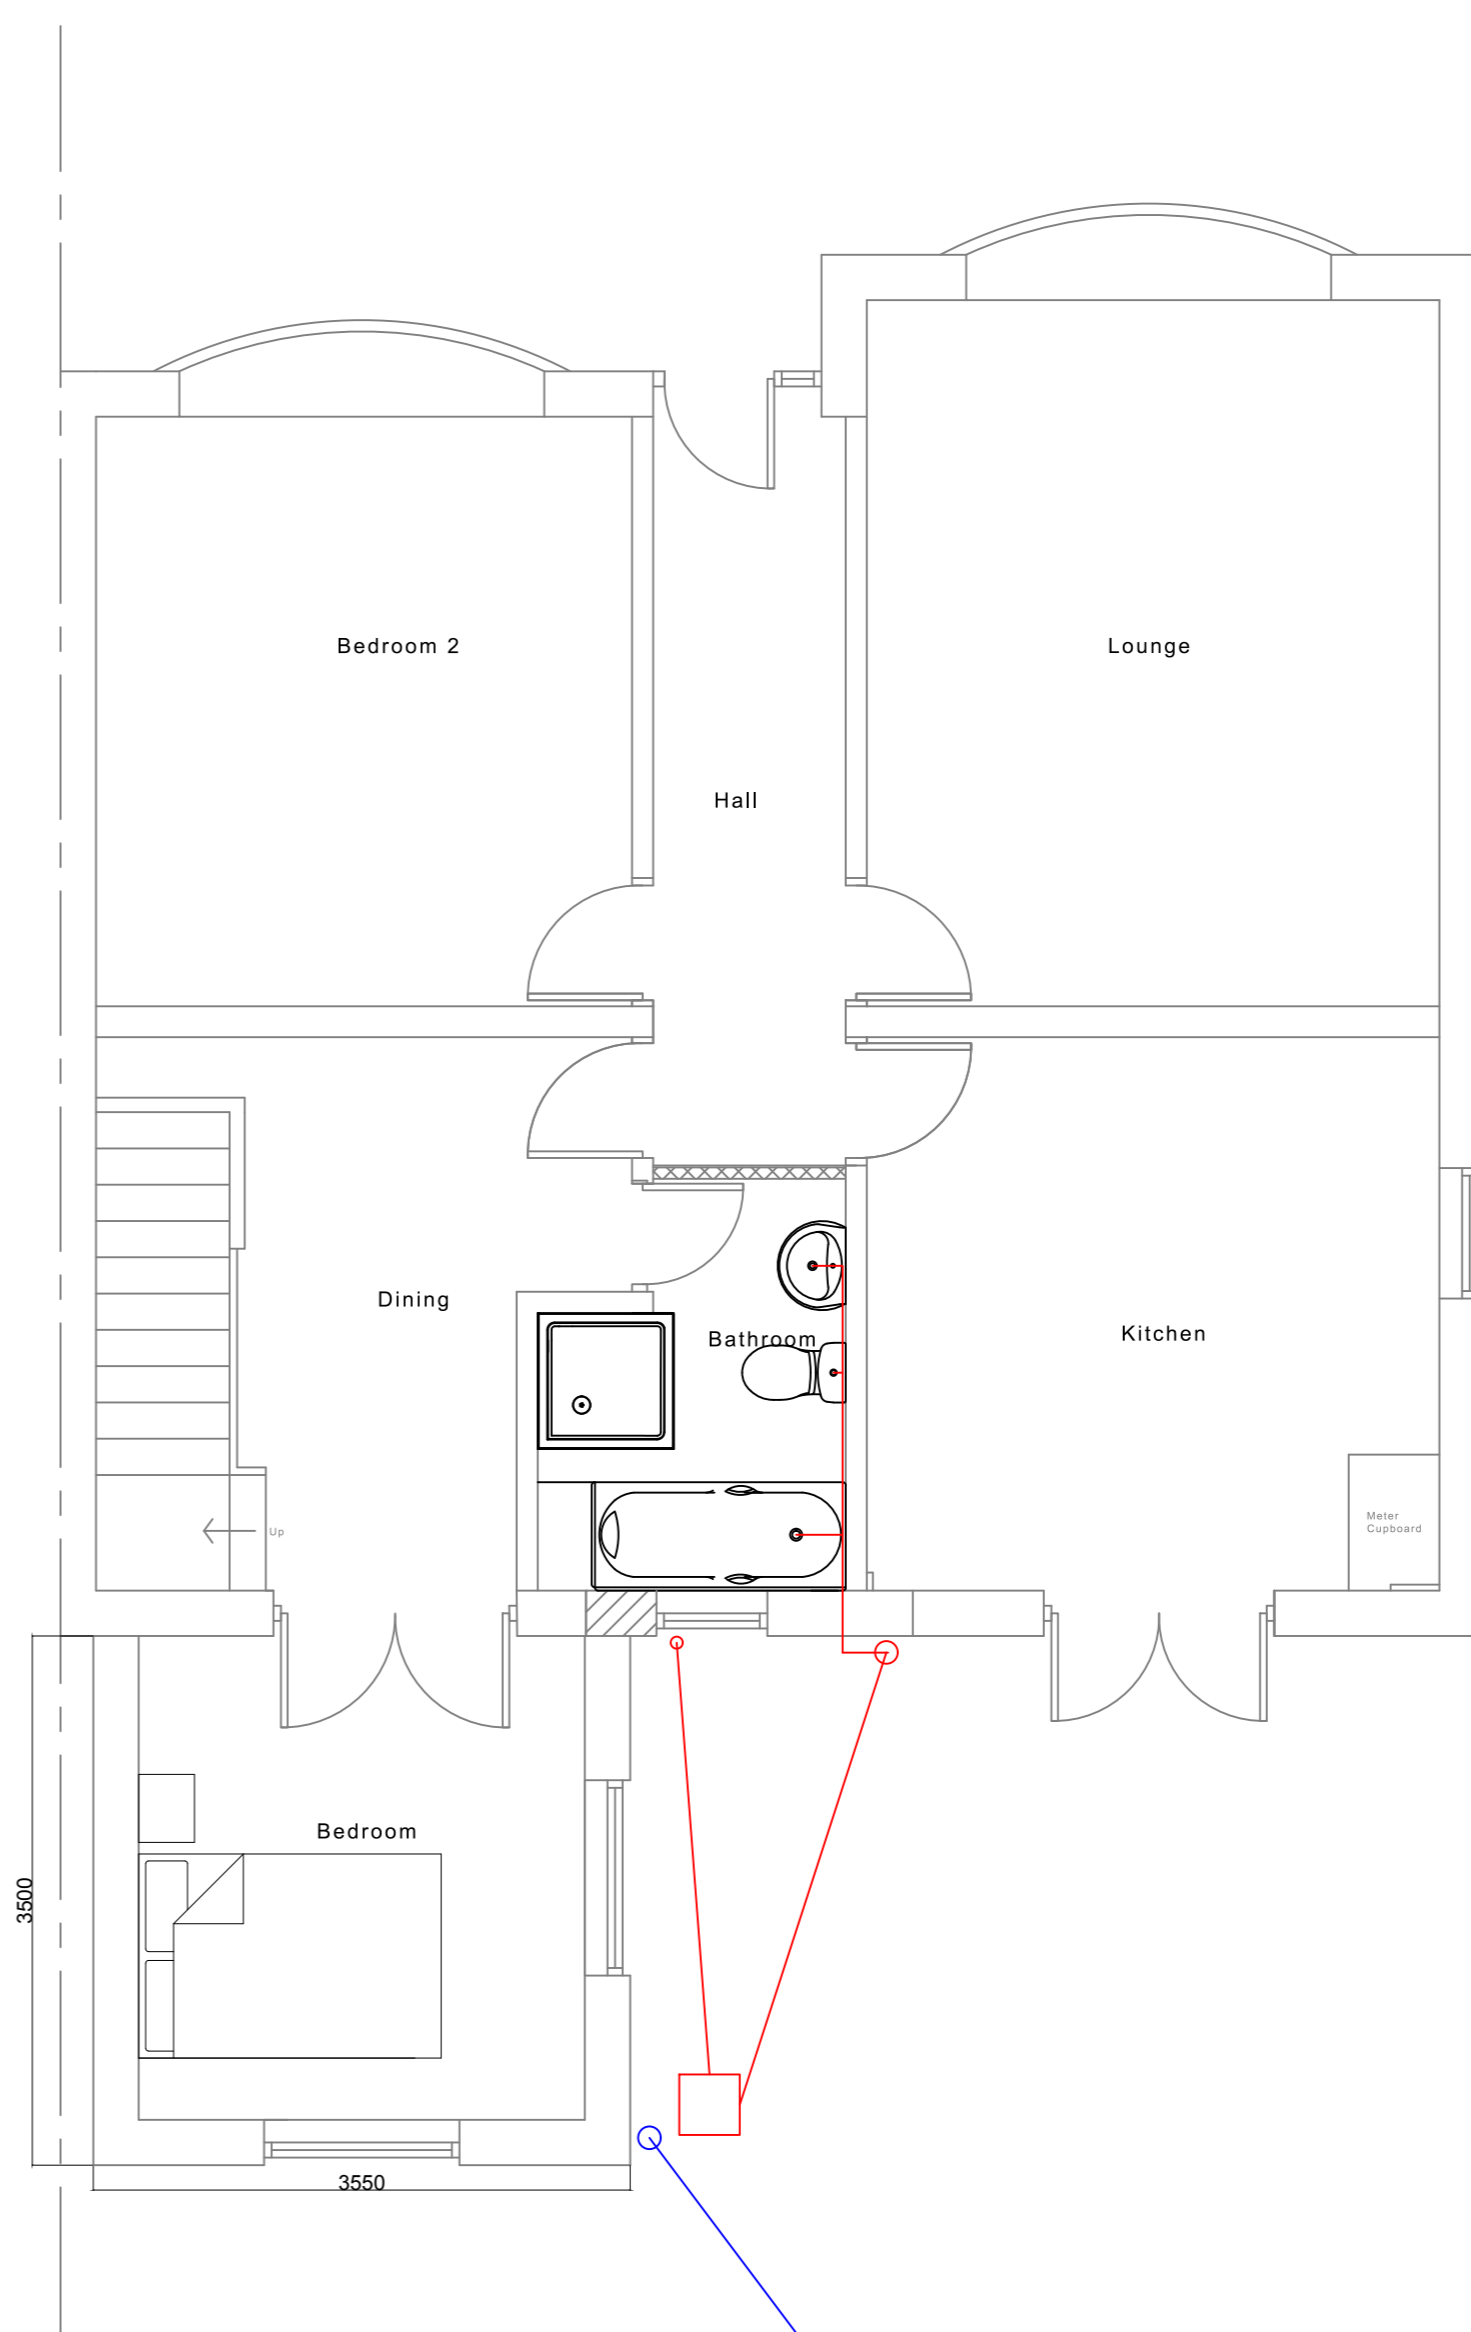 Bedroom 2
Lounge
Hall
Dining
Bathroom
Kitchen
Meter
Cupboard
Up
Bedroom
3500
3550